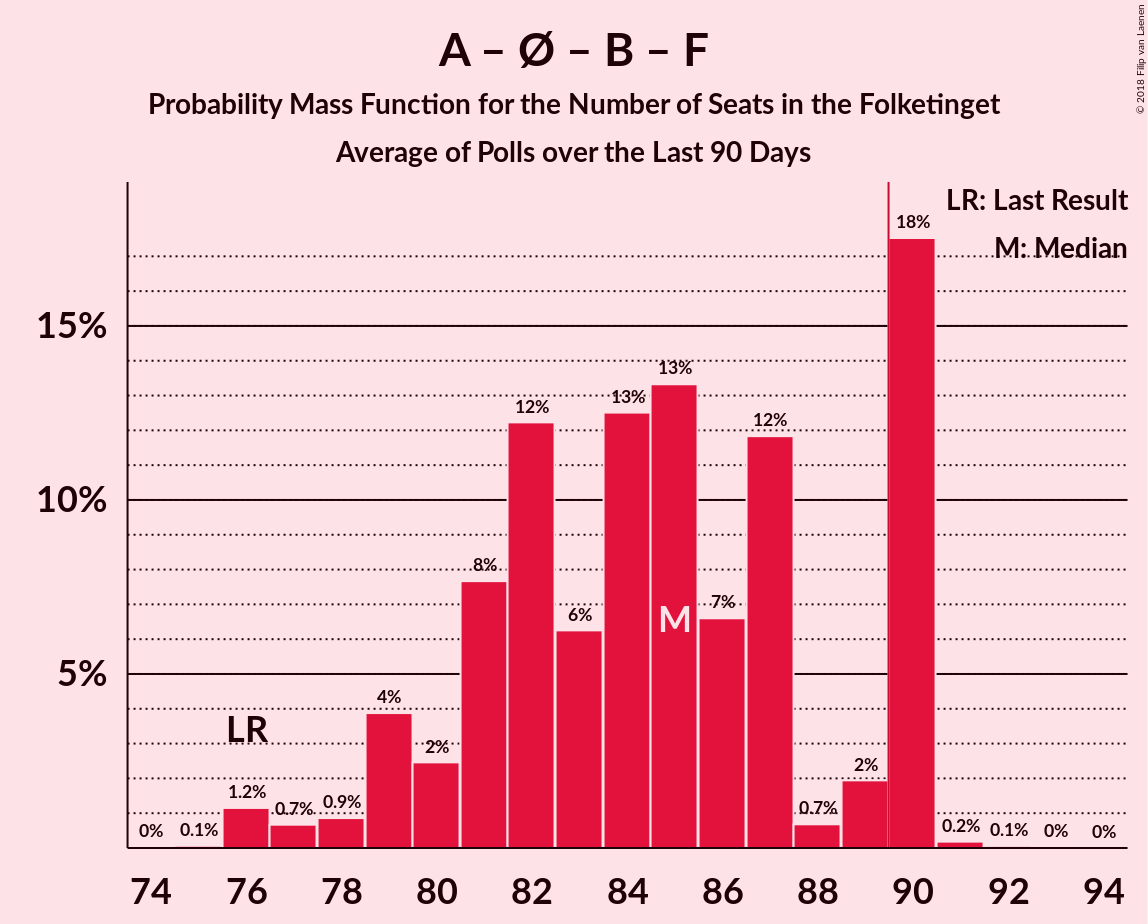 A – Ø – B – F
Probability Mass Function for the Number of Seats in the Folketinget
Average of Polls over the Last 90 Days
© 2018 Filip van Laenen
LR: Last Result
M: Median
15%
10%
5%
0%
0.1%
1.2%
0.7%
0.9%
4%
2%
8%
12%
6%
13%
13%
7%
12%
0.7%
2%
18%
0.2%
0.1%
0%
0%
LR
M
74 76 78 80 82 84 86 88 90 92 94